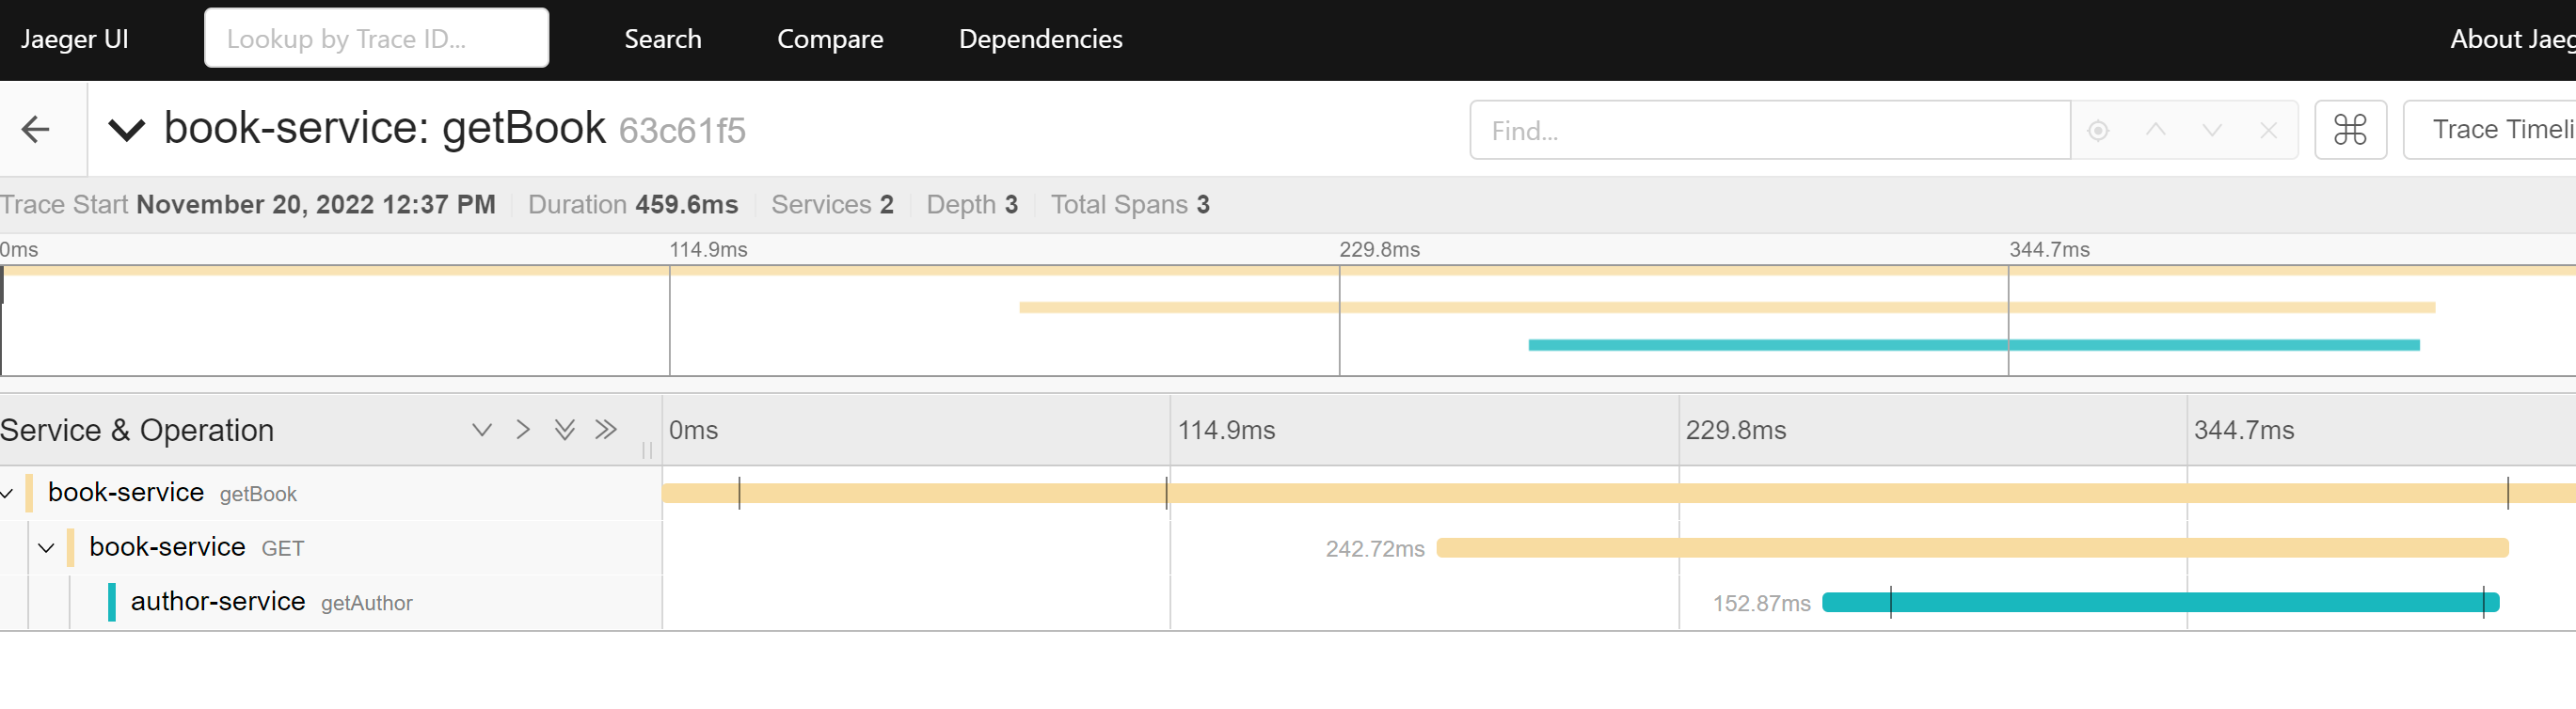 Jaeger UI Lookup by Trace ID... Search Compare Dependencies About Jaeg
book-service: getBook 63c61f5 Find... Trace Timeli
Trace Start November 20, 2022 12:37 PM Duration 459.6ms Services 2 Depth 3 Total Spans 3
0ms 114.9ms 229.8ms 344.7ms
Service & Operation 0ms 114.9ms 229.8ms 344.7ms
book-service getBook
book-service GET 242.72ms
author-service getAuthor 152.87ms